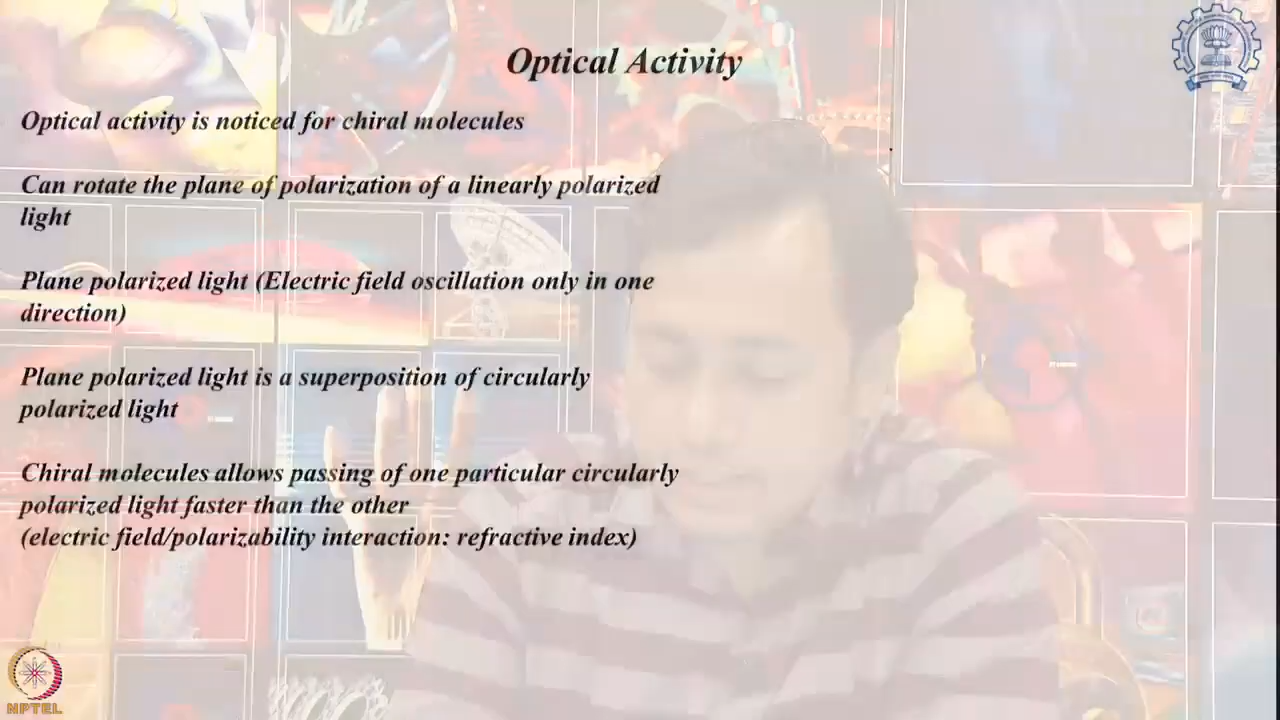 Optical Activity
Optical activity is noticed for chiral molecules
Can rotate the plane of polarization of a linearly polarized
light
Plane polarized light (Electric field oscillation only in one
direction)
Plane polarized light is a superposition of circularly
polarized light
Chiral molecules allows passing of one particular circularly
polarized light faster than the other
(electric field/polarizability interaction: refractive index)
NPTEL